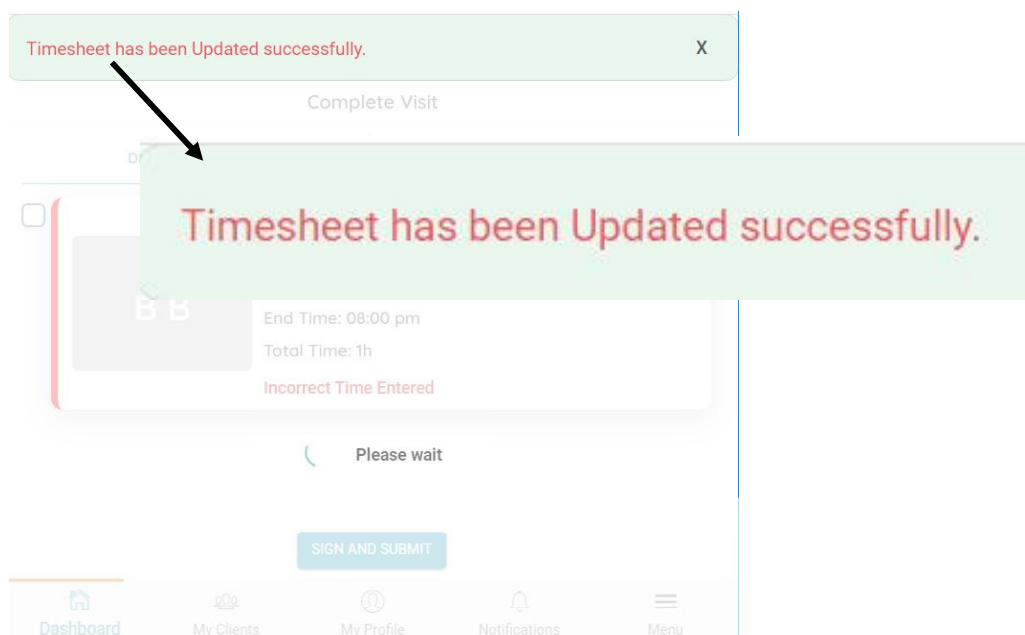 Timesheet has been Updated successfully. X
Complete Visit
Timesheet has been Updated successfully.
B B
End Time: 08:00 pm
Total Time: 1h
Incorrect Time Entered
Please wait
SIGN AND SUBMIT
Dashboard My Clients My Profile Notifications Menu